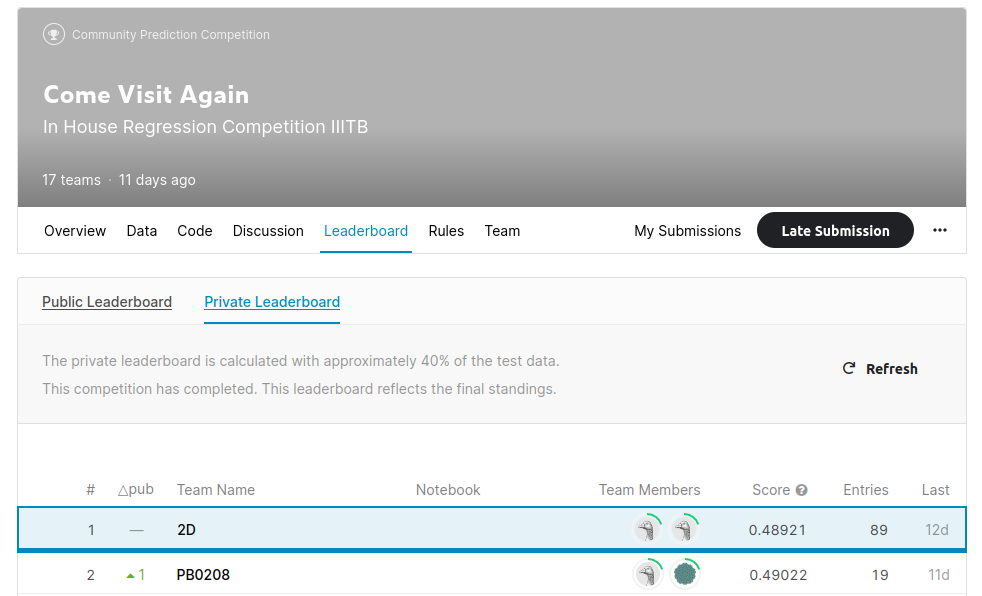 Community Prediction Competition
Come Visit Again
In House Regression Competition IIITB
17 teams · 11 days ago
Overview Data Code Discussion Leaderboard Rules Team My Submissions Late Submission •••
Public Leaderboard Private Leaderboard
The private leaderboard is calculated with approximately 40% of the test data.
This competition has completed. This leaderboard reflects the final standings.
Refresh
# △pub Team Name Notebook Team Members Score ? Entries Last
1 — 2D 0.48921 89 12d
2 ▲1 PB0208 0.49022 19 11d